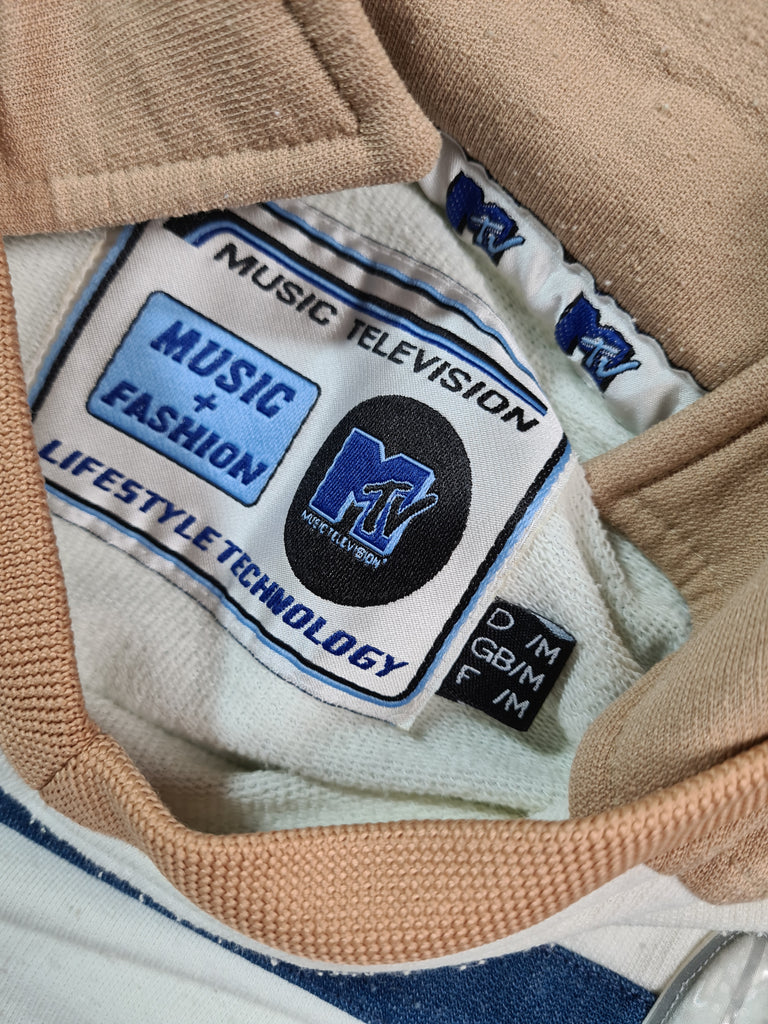 MTV
MTV
MUSIC TELEVISION
MUSIC
+
FASHION
MTV
MUSIC TELEVISION®
LIFESTYLE TECHNOLOGY
D /M
GB/M
F /M